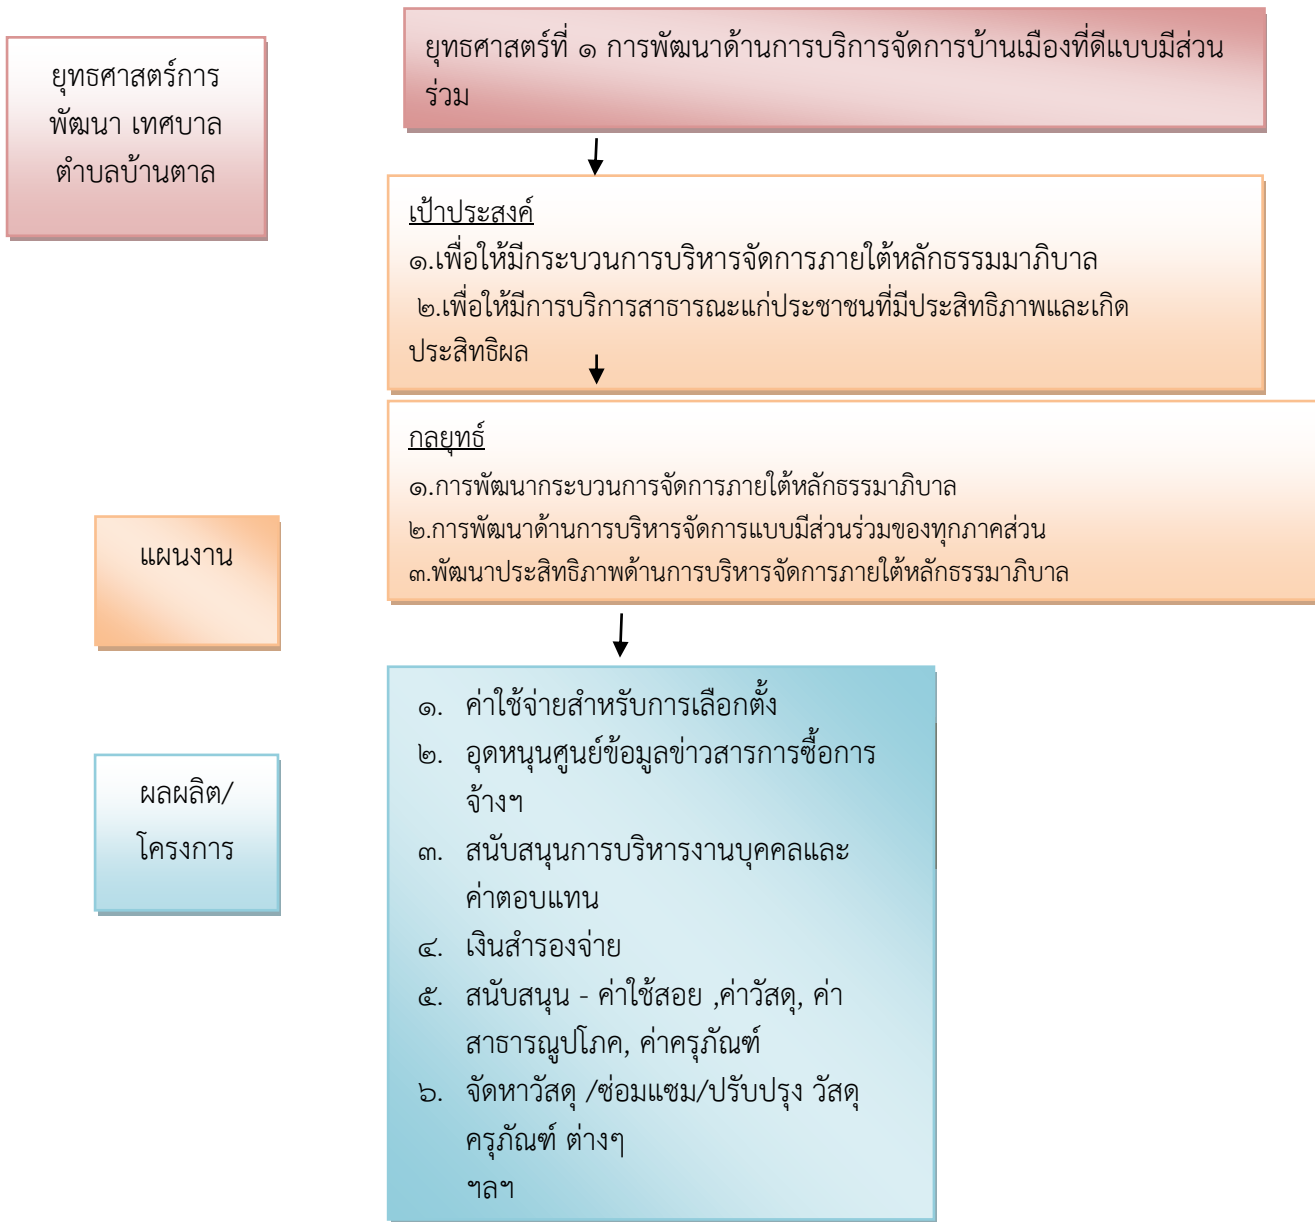 ยุทธศาสตร์การ
พัฒนา เทศบาล
ตำบลบ้านตาล
ยุทธศาสตร์ที่ ๑ การพัฒนาด้านการบริการจัดการบ้านเมืองที่ดีแบบมีส่วน
ร่วม
เป้าประสงค์
๑.เพื่อให้มีกระบวนการบริหารจัดการภายใต้หลักธรรมมาภิบาล
๒.เพื่อให้มีการบริการสาธารณะแก่ประชาชนที่มีประสิทธิภาพและเกิด
ประสิทธิผล
กลยุทธ์
๑.การพัฒนากระบวนการจัดการภายใต้หลักธรรมาภิบาล
๒.การพัฒนาด้านการบริหารจัดการแบบมีส่วนร่วมของทุกภาคส่วน
๓.พัฒนาประสิทธิภาพด้านการบริหารจัดการภายใต้หลักธรรมาภิบาล
แผนงาน
ผลผลิต/
โครงการ
๑. ค่าใช้จ่ายสำหรับการเลือกตั้ง
๒. อุดหนุนศูนย์ข้อมูลข่าวสารการซื้อการ
จ้างฯ
๓. สนับสนุนการบริหารงานบุคคลและ
ค่าตอบแทน
๔. เงินสำรองจ่าย
๕. สนับสนุน - ค่าใช้สอย ,ค่าวัสดุ, ค่า
สาธารณูปโภค, ค่าครุภัณฑ์
๖. จัดหาวัสดุ /ซ่อมแซม/ปรับปรุง วัสดุ
ครุภัณฑ์ ต่างๆ
ฯลฯ